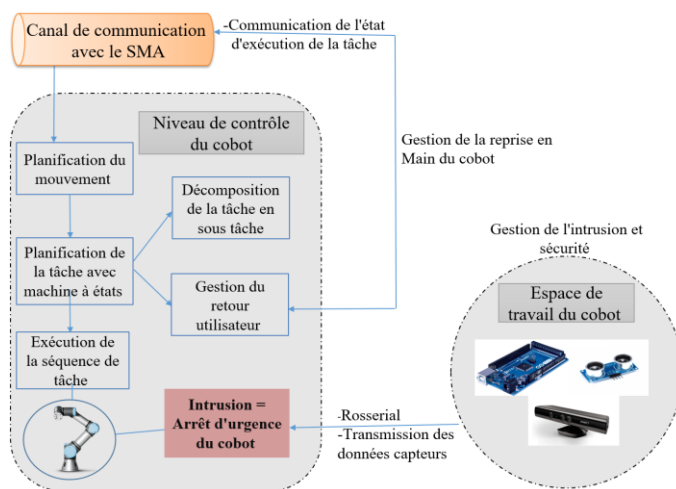 Canal de communication
avec le SMA
-Communication de l'état
d'exécution de la tâche
Niveau de contrôle
du cobot
Planification du
mouvement
Décomposition
de la tâche en
sous tâche
Gestion de la reprise en
Main du cobot
Planification de
la tâche avec
machine à états
Gestion du
retour
utilisateur
Gestion de l'intrusion et
sécurité
Espace de
travail du cobot
Exécution de
la séquence de
tâche
Intrusion =
Arrêt d'urgence
du cobot
-Rosserial
-Transmission des
données capteurs